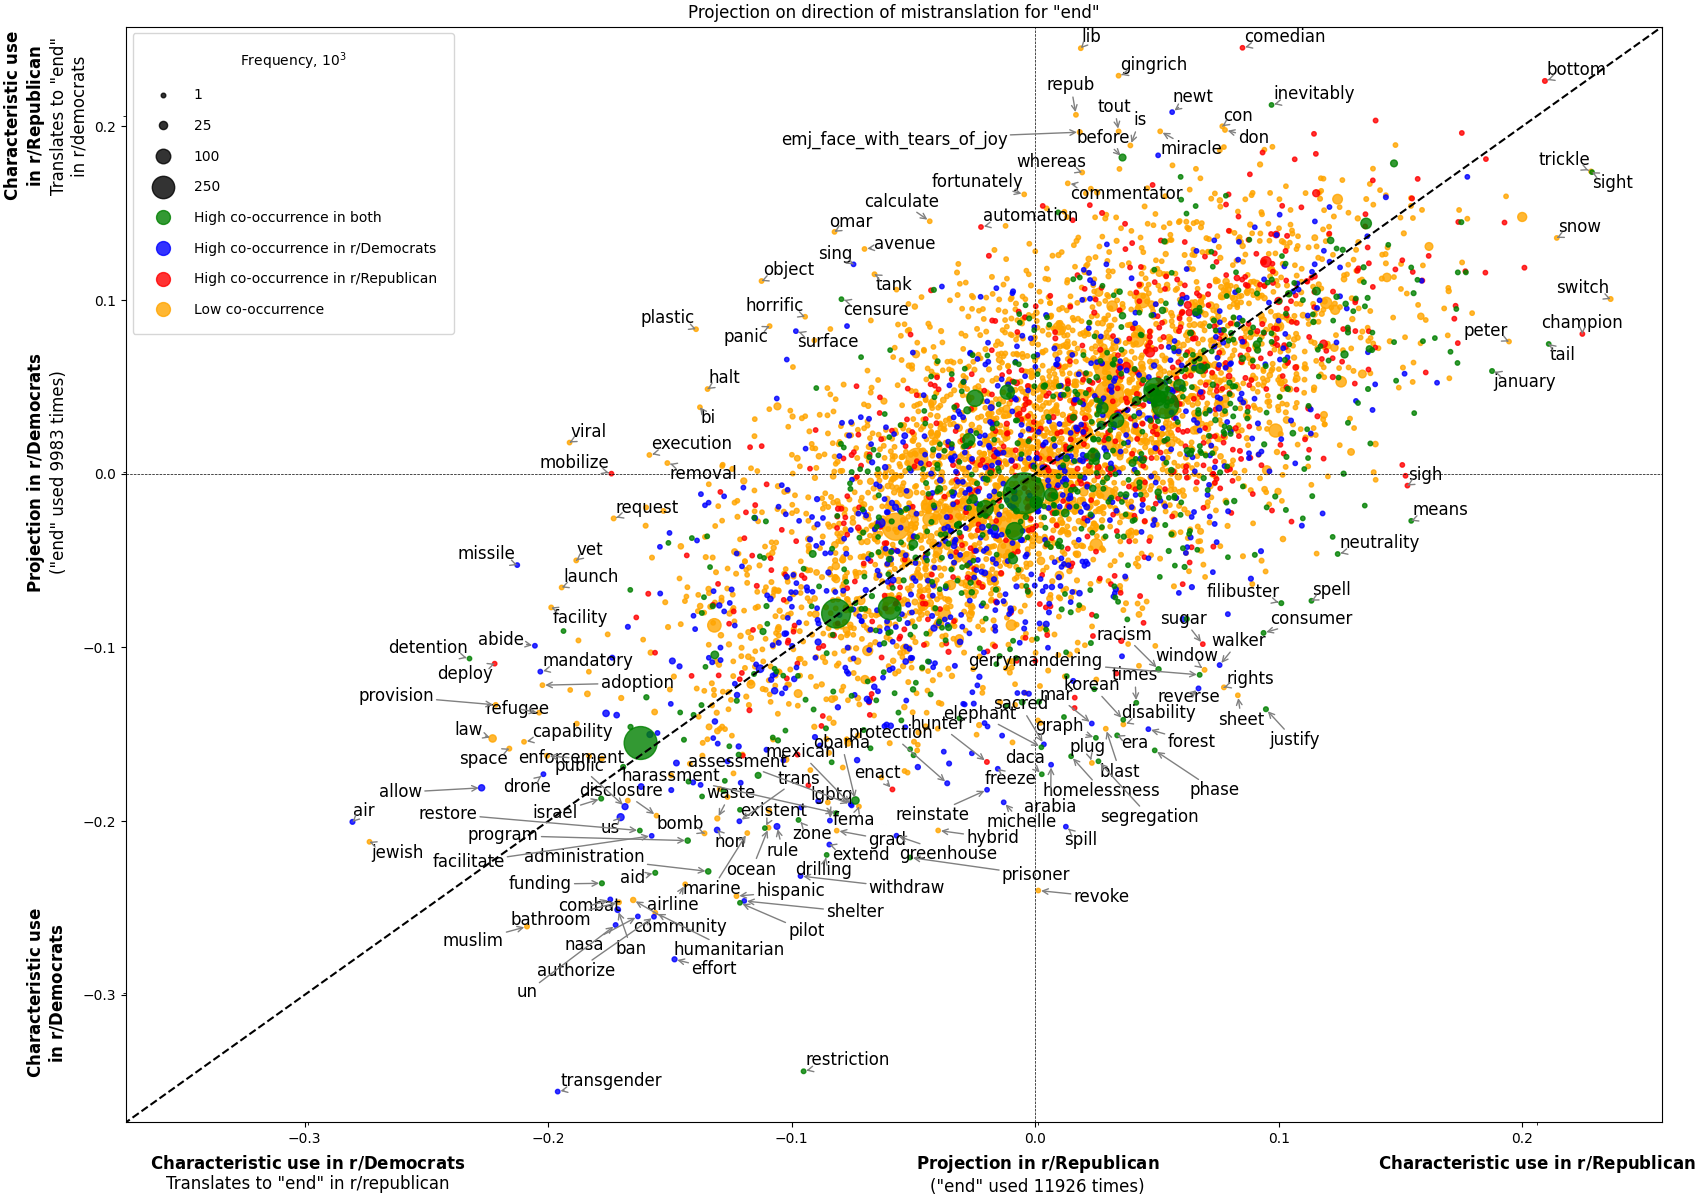 Projection on direction of mistranslation for "end"
Characteristic use
in r/Republican
Translates to "end"
in r/democrats
Projection in r/Democrats
("end" used 9983 times)
Characteristic use
in r/Democrats
Frequency, 10^3
1
25
100
250
High co-occurrence in both
High co-occurrence in r/Democrats
High co-occurrence in r/Republican
Low co-occurrence
0.2
0.1
0.0
−0.1
−0.2
−0.3
lib
comedian
gingrich
bottom
repub
newt
inevitably
tout
is
con
emj_face_with_tears_of_joy
before
don
miracle
whereas
trickle
fortunately
commentator
sight
calculate
automation
omar
snow
sing
avenue
object
tank
switch
horrific
censure
plastic
champion
panic
surface
peter
tail
halt
january
bi
viral
execution
mobilize
removal
sigh
request
means
missile
vet
neutrality
launch
filibuster
spell
facility
sugar
consumer
detention
abide
racism
walker
deploy
mandatory
gerrymandering
window
times
adoption
korean
rights
provision
mar
reverse
refugee
sacred
disability
sheet
law
capability
elephant
graph
hunter
protection
era
forest
justify
space
enforcement
obama
plug
mexican
public
assessment
daca
blast
harassment
trans
enact
freeze
phase
allow
drone
disclosure
waste
lgbtq
homelessness
air
restore
israel
existent
reinstate
arabia
segregation
us
bomb
fema
michelle
program
zone
grad
hybrid
spill
non
jewish
rule
facilitate
administration
extend
greenhouse
ocean
drilling
funding
aid
prisoner
marine
hispanic
withdraw
revoke
combat
airline
shelter
bathroom
community
pilot
muslim
nasa
ban
humanitarian
authorize
effort
un
restriction
transgender
−0.3
−0.2
−0.1
0.0
0.1
0.2
Characteristic use in r/Democrats
Translates to "end" in r/republican
Projection in r/Republican
("end" used 11926 times)
Characteristic use in r/Republican